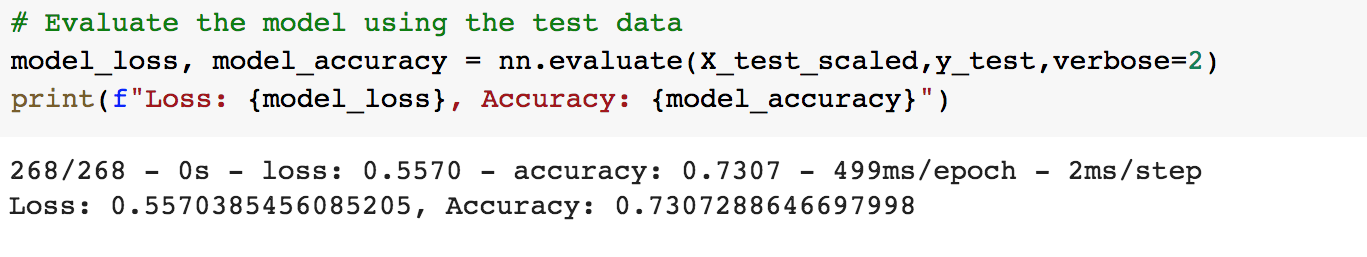 # Evaluate the model using the test data
model_loss, model_accuracy = nn.evaluate(X_test_scaled,y_test,verbose=2)
print(f"Loss: {model_loss}, Accuracy: {model_accuracy}")
268/268 - 0s - loss: 0.5570 - accuracy: 0.7307 - 499ms/epoch - 2ms/step
Loss: 0.5570385456085205, Accuracy: 0.7307288646697998